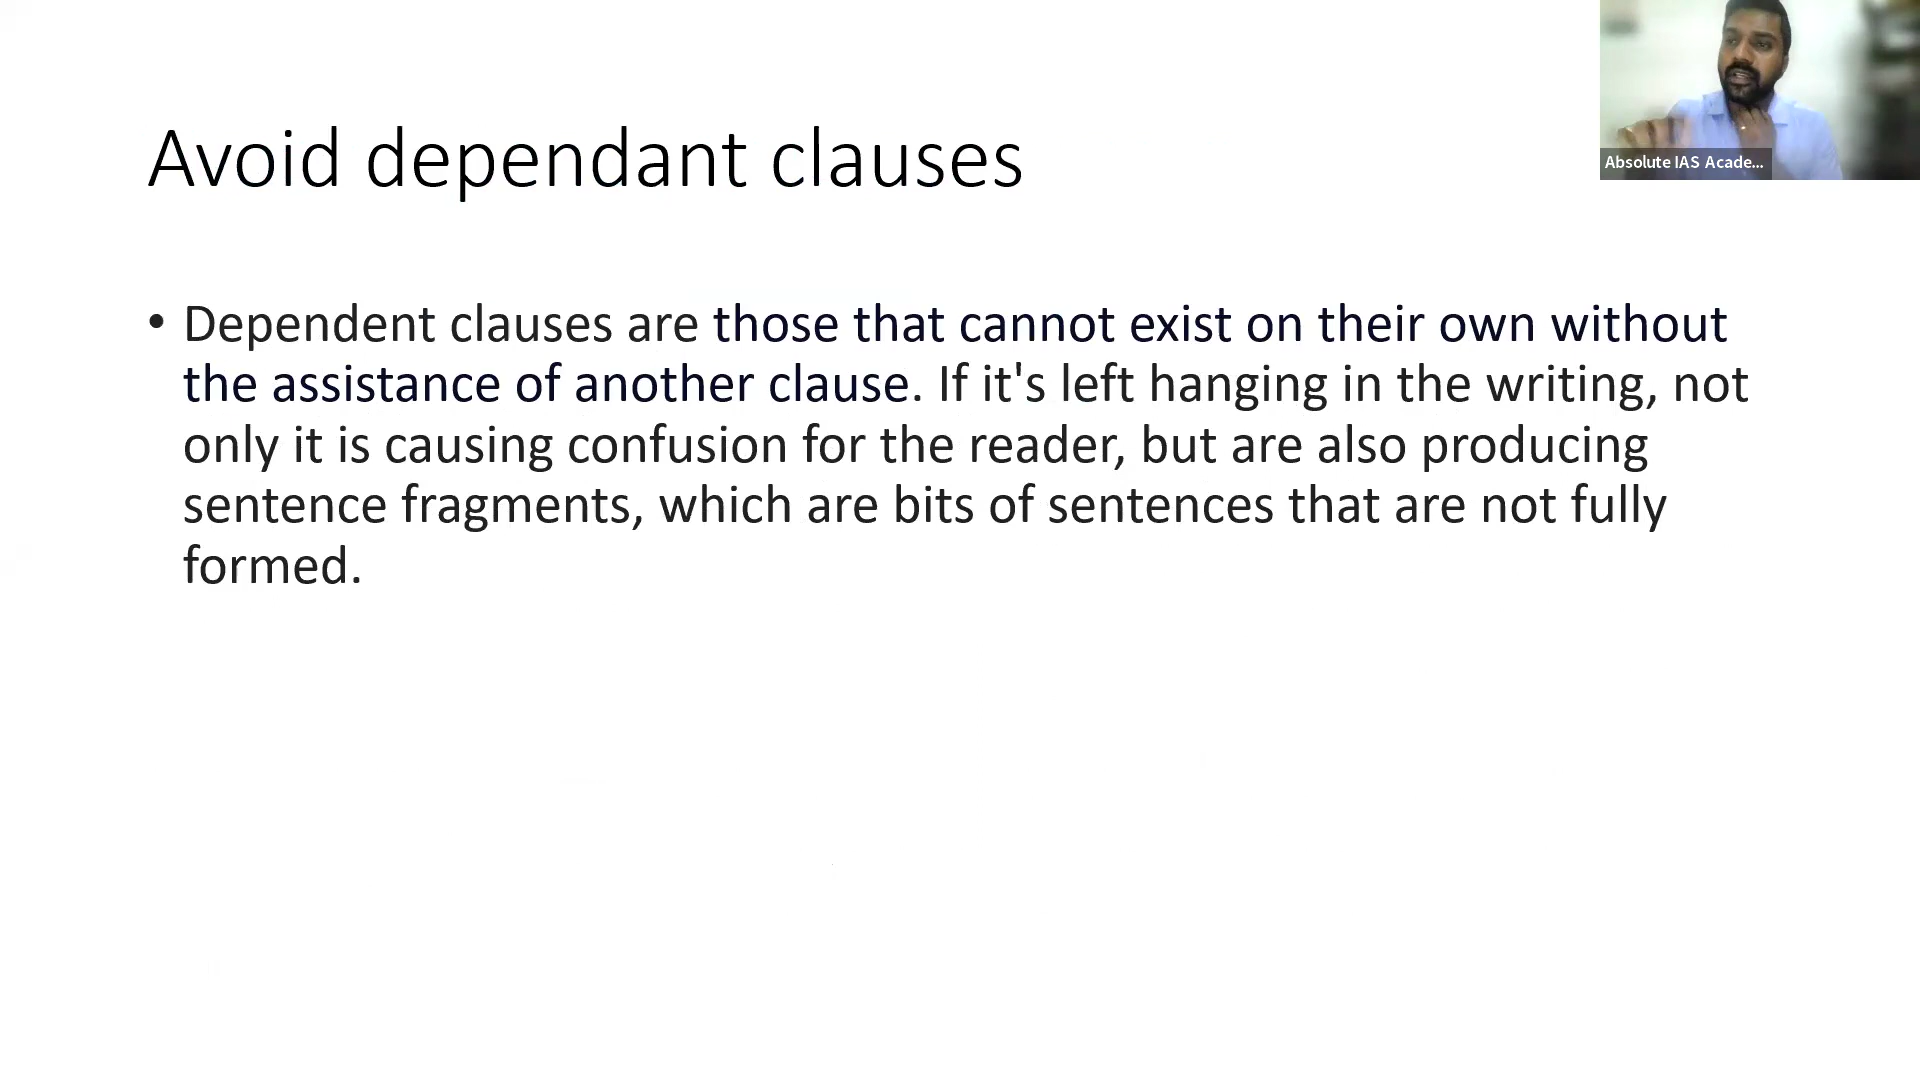 Absolute IAS Acade...
Avoid dependant clauses
• Dependent clauses are those that cannot exist on their own without
the assistance of another clause. If it's left hanging in the writing, not
only it is causing confusion for the reader, but are also producing
sentence fragments, which are bits of sentences that are not fully
formed.